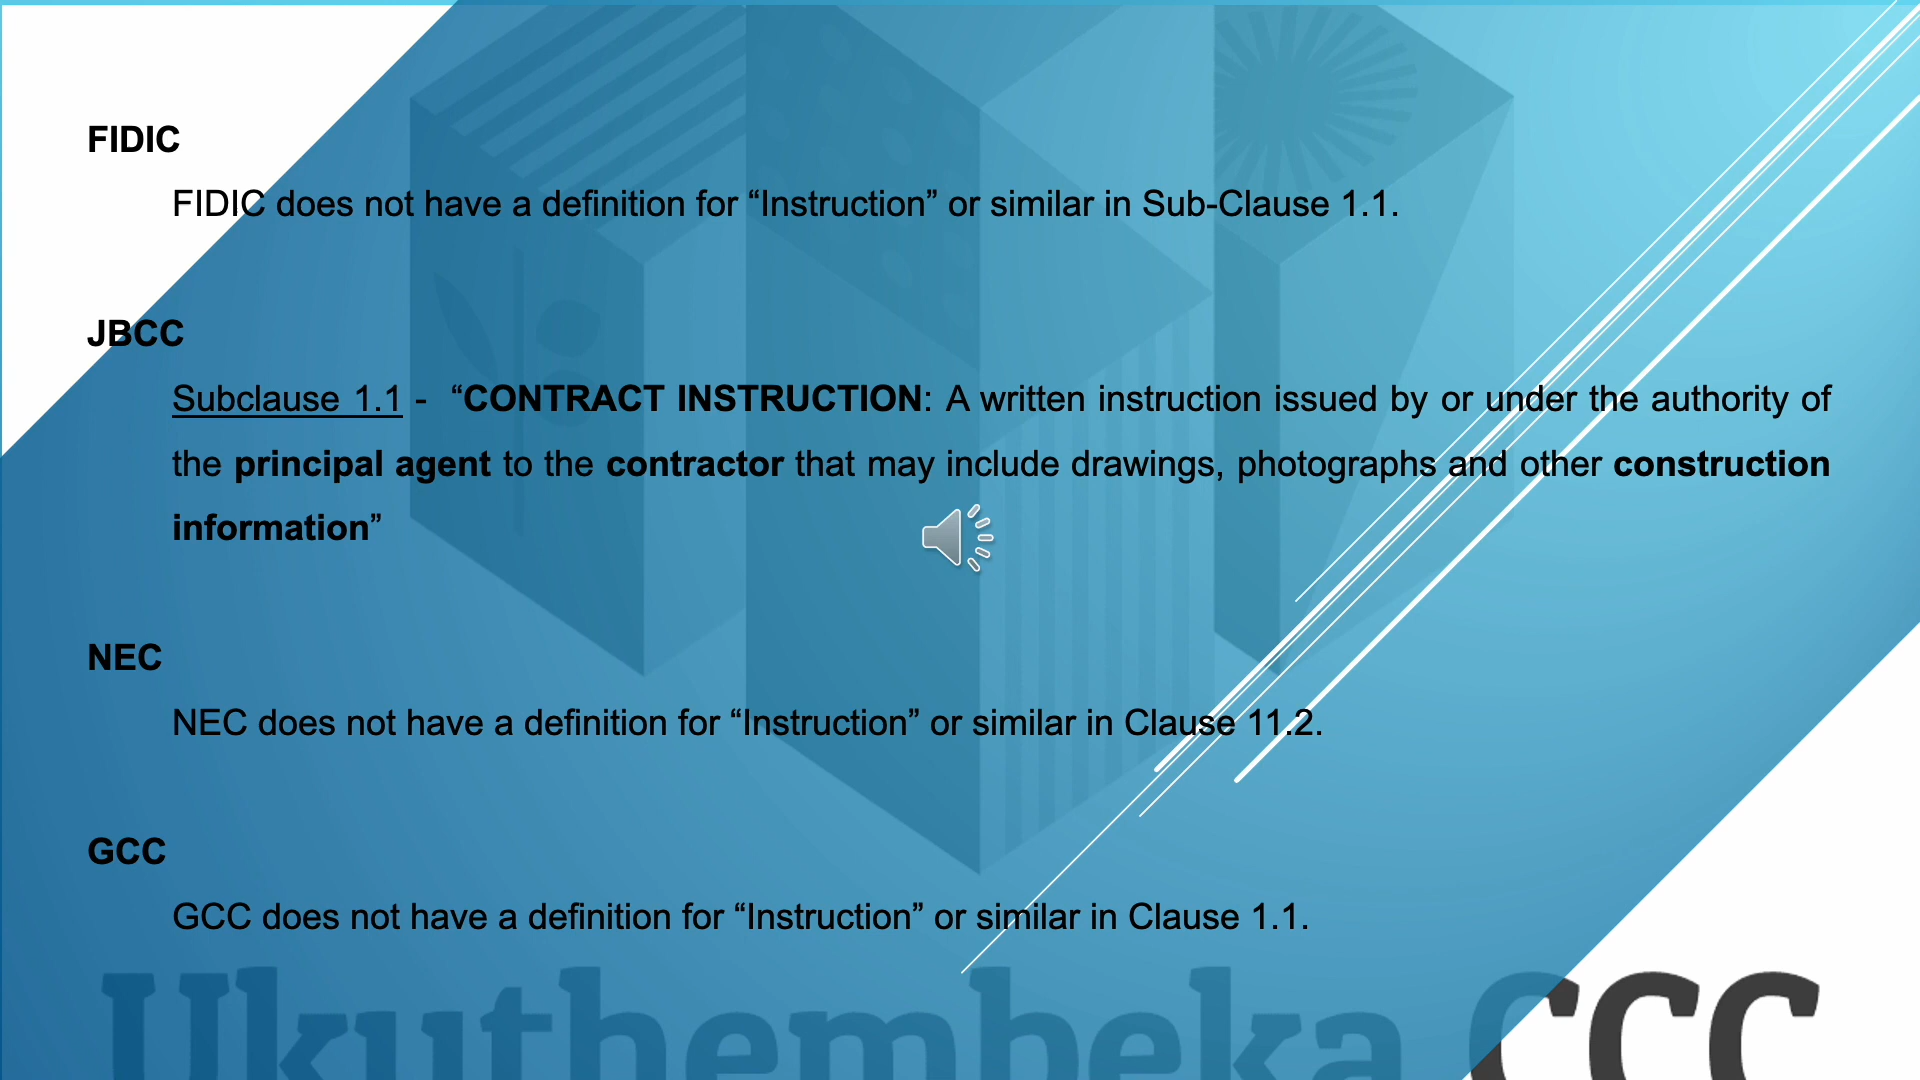 FIDIC
FIDIC does not have a definition for “Instruction” or similar in Sub-Clause 1.1.
JBCC
Subclause 1.1 - “CONTRACT INSTRUCTION: A written instruction issued by or under the authority of
the principal agent to the contractor that may include drawings, photographs and other construction
information”
NEC
NEC does not have a definition for “Instruction” or similar in Clause 11.2.
GCC
GCC does not have a definition for “Instruction” or similar in Clause 1.1.
Ukuthembeka CCC